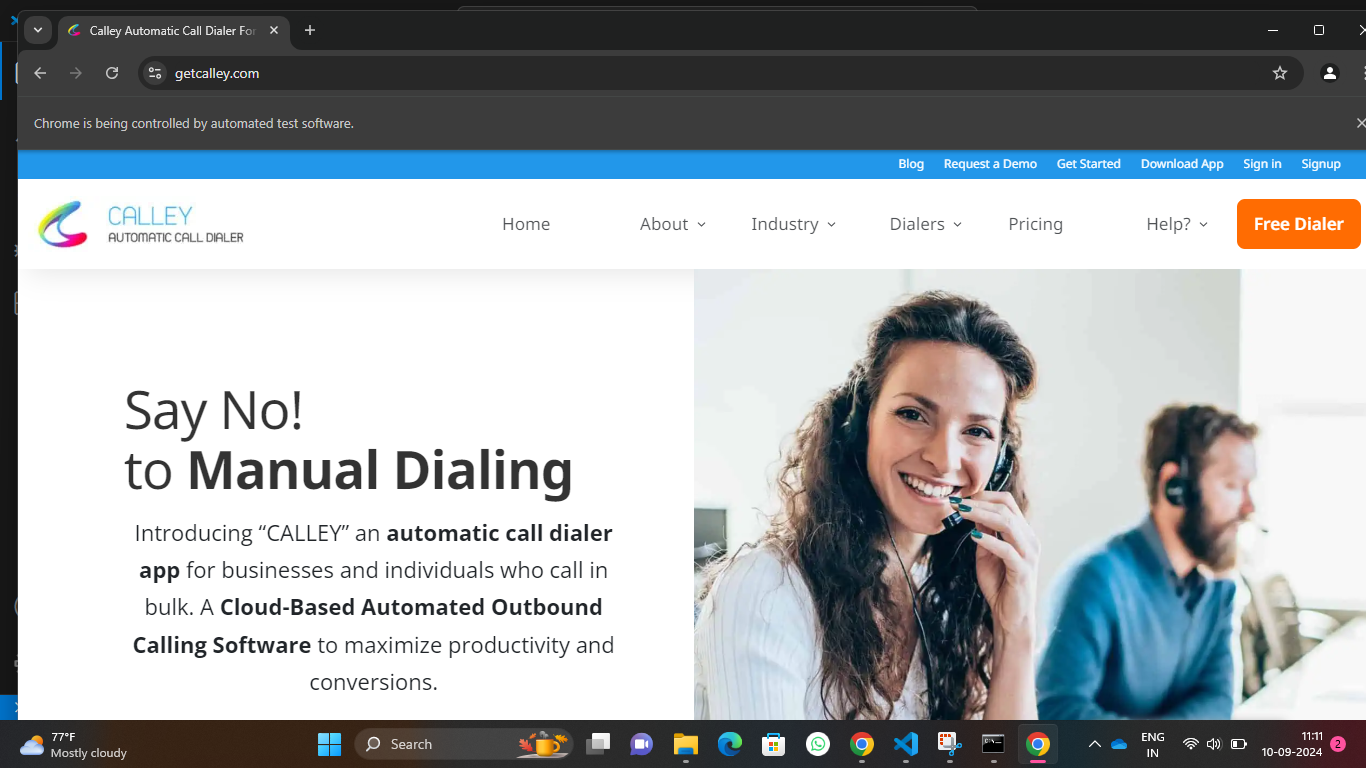 Calley Automatic Call Dialer For
getcalley.com
Chrome is being controlled by automated test software.
Blog Request a Demo Get Started Download App Sign in Signup
CALLEY
AUTOMATIC CALL DIALER
Home About Industry Dialers Pricing Help? Free Dialer
Say No!
to Manual Dialing
Introducing “CALLEY” an automatic call dialer
app for businesses and individuals who call in
bulk. A Cloud-Based Automated Outbound
Calling Software to maximize productivity and
conversions.
77°F
Mostly cloudy
Search
ENG
IN
11:11
10-09-2024
2